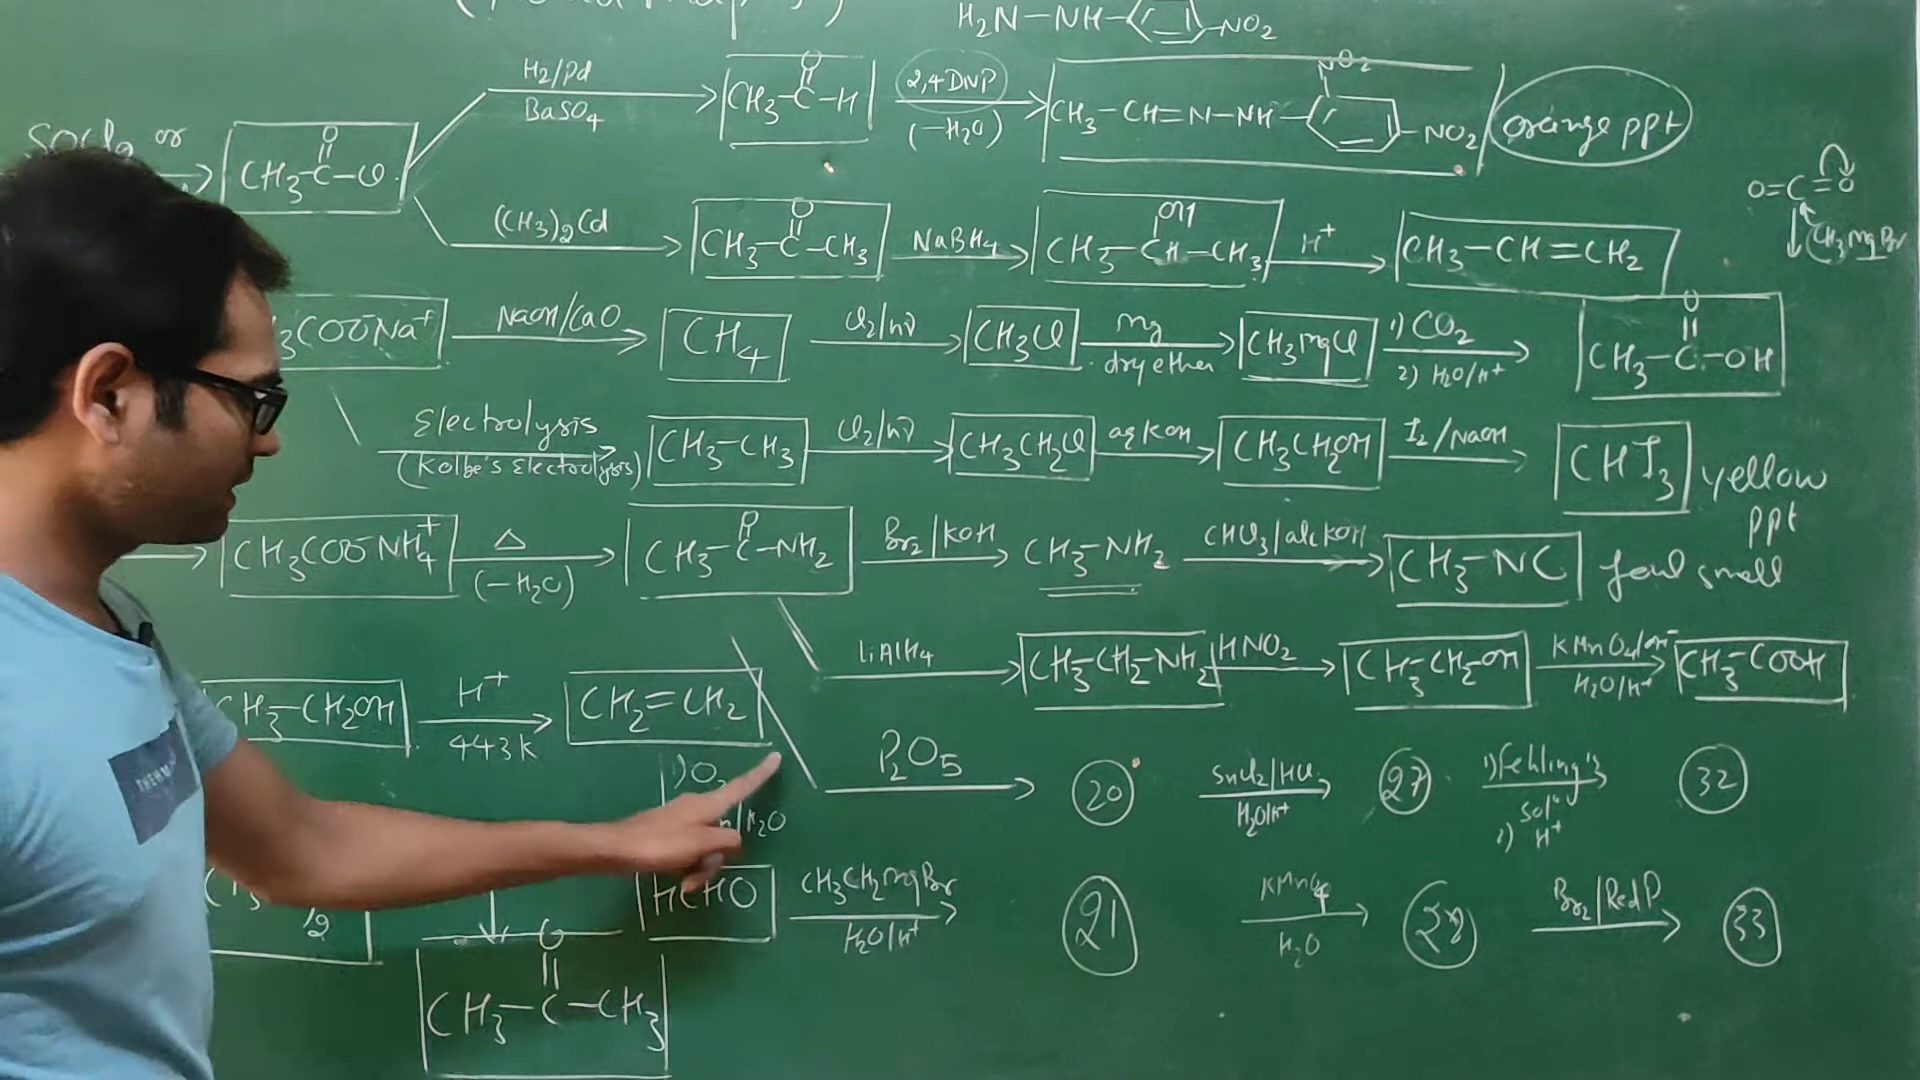 H₂N–NH– –NO₂
H₂/Pd
BaSO₄
O
CH₃–C–H
2,4 DNP
(–H₂O)
NO₂
CH₃–CH=N–NH– –NO₂
orange ppt
SOCl₂ or
O
CH₃–C–Cl
(CH₃)₂Cd
O
CH₃–C–CH₃
NaBH₄
OH
CH₃–CH–CH₃
H⁺
CH₃–CH=CH₂
O=C=O
CH₃MgBr
₃COO⁻Na⁺
NaOH/CaO
CH₄
Cl₂/hν
CH₃Cl
Mg
dry ether
CH₃MgCl
1) CO₂
2) H₂O/H⁺
O
CH₃–C–OH
Electrolysis
(Kolbe's Electrolysis)
CH₃–CH₃
Cl₂/hν
CH₃CH₂Cl
aq KOH
CH₃CH₂OH
I₂/NaOH
CHI₃
yellow
ppt
CH₃COO⁻NH₄⁺
Δ
(–H₂O)
O
CH₃–C–NH₂
Br₂/KOH
CH₃–NH₂
CHCl₃/alc KOH
CH₃–NC
foul smell
LiAlH₄
CH₃–CH₂–NH₂
HNO₂
CH₃–CH₂–OH
KMnO₄/OH⁻
H₂O/H⁺
CH₃–COOH
CH₃–CH₂OH
H⁺
443K
CH₂=CH₂
P₂O₅
20
SnCl₂/HCl
H₂O/H⁺
27
1) Fehling's
Solⁿ
2) H⁺
32
1) O₃
n/H₂O
HCHO
CH₃CH₂MgBr
H₂O/H⁺
21
KMnO₄
H₂O
28
Br₂/Red P
33
O
CH₃–C–CH₃